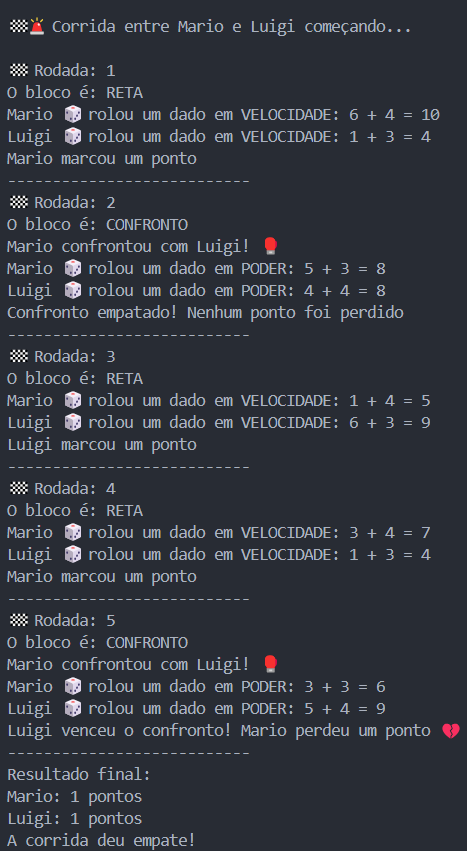 🏁🚨 Corrida entre Mario e Luigi começando...
🏁 Rodada: 1
O bloco é: RETA
Mario 🎲 rolou um dado em VELOCIDADE: 6 + 4 = 10
Luigi 🎲 rolou um dado em VELOCIDADE: 1 + 3 = 4
Mario marcou um ponto
---------------------------
🏁 Rodada: 2
O bloco é: CONFRONTO
Mario confrontou com Luigi! 🥊
Mario 🎲 rolou um dado em PODER: 5 + 3 = 8
Luigi 🎲 rolou um dado em PODER: 4 + 4 = 8
Confronto empatado! Nenhum ponto foi perdido
---------------------------
🏁 Rodada: 3
O bloco é: RETA
Mario 🎲 rolou um dado em VELOCIDADE: 1 + 4 = 5
Luigi 🎲 rolou um dado em VELOCIDADE: 6 + 3 = 9
Luigi marcou um ponto
---------------------------
🏁 Rodada: 4
O bloco é: RETA
Mario 🎲 rolou um dado em VELOCIDADE: 3 + 4 = 7
Luigi 🎲 rolou um dado em VELOCIDADE: 1 + 3 = 4
Mario marcou um ponto
---------------------------
🏁 Rodada: 5
O bloco é: CONFRONTO
Mario confrontou com Luigi! 🥊
Mario 🎲 rolou um dado em PODER: 3 + 3 = 6
Luigi 🎲 rolou um dado em PODER: 5 + 4 = 9
Luigi venceu o confronto! Mario perdeu um ponto 💔
---------------------------
Resultado final:
Mario: 1 pontos
Luigi: 1 pontos
A corrida deu empate!